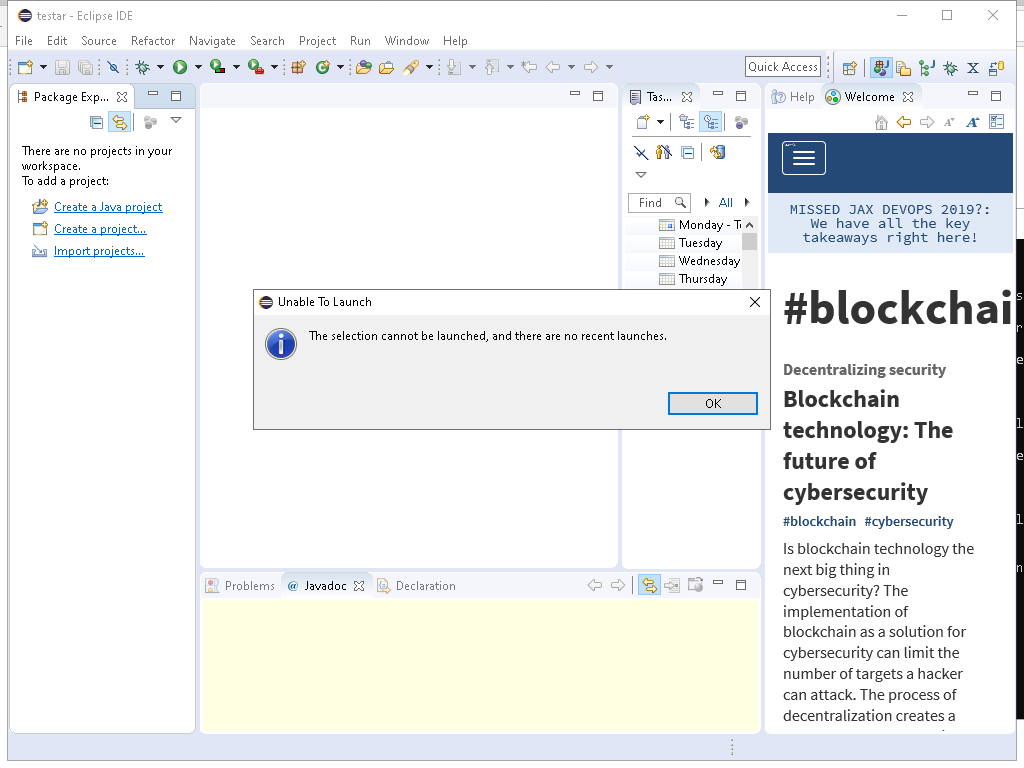 testar - Eclipse IDE
File Edit Source Refactor Navigate Search Project Run Window Help
Quick Access
Package Exp...
There are no projects in your
workspace.
To add a project:
Create a Java project
Create a project...
Import projects...
Tas...
Find
All
Monday - T
Tuesday
Wednesday
Thursday
Help
Welcome
MISSED JAX DEVOPS 2019?:
We have all the key
takeaways right here!
#blockchai
Decentralizing security
Blockchain
technology: The
future of
cybersecurity
#blockchain #cybersecurity
Is blockchain technology the
next big thing in
cybersecurity? The
implementation of
blockchain as a solution for
cybersecurity can limit the
number of targets a hacker
can attack. The process of
decentralization creates a
Unable To Launch
The selection cannot be launched, and there are no recent launches.
OK
Problems
@ Javadoc
Declaration